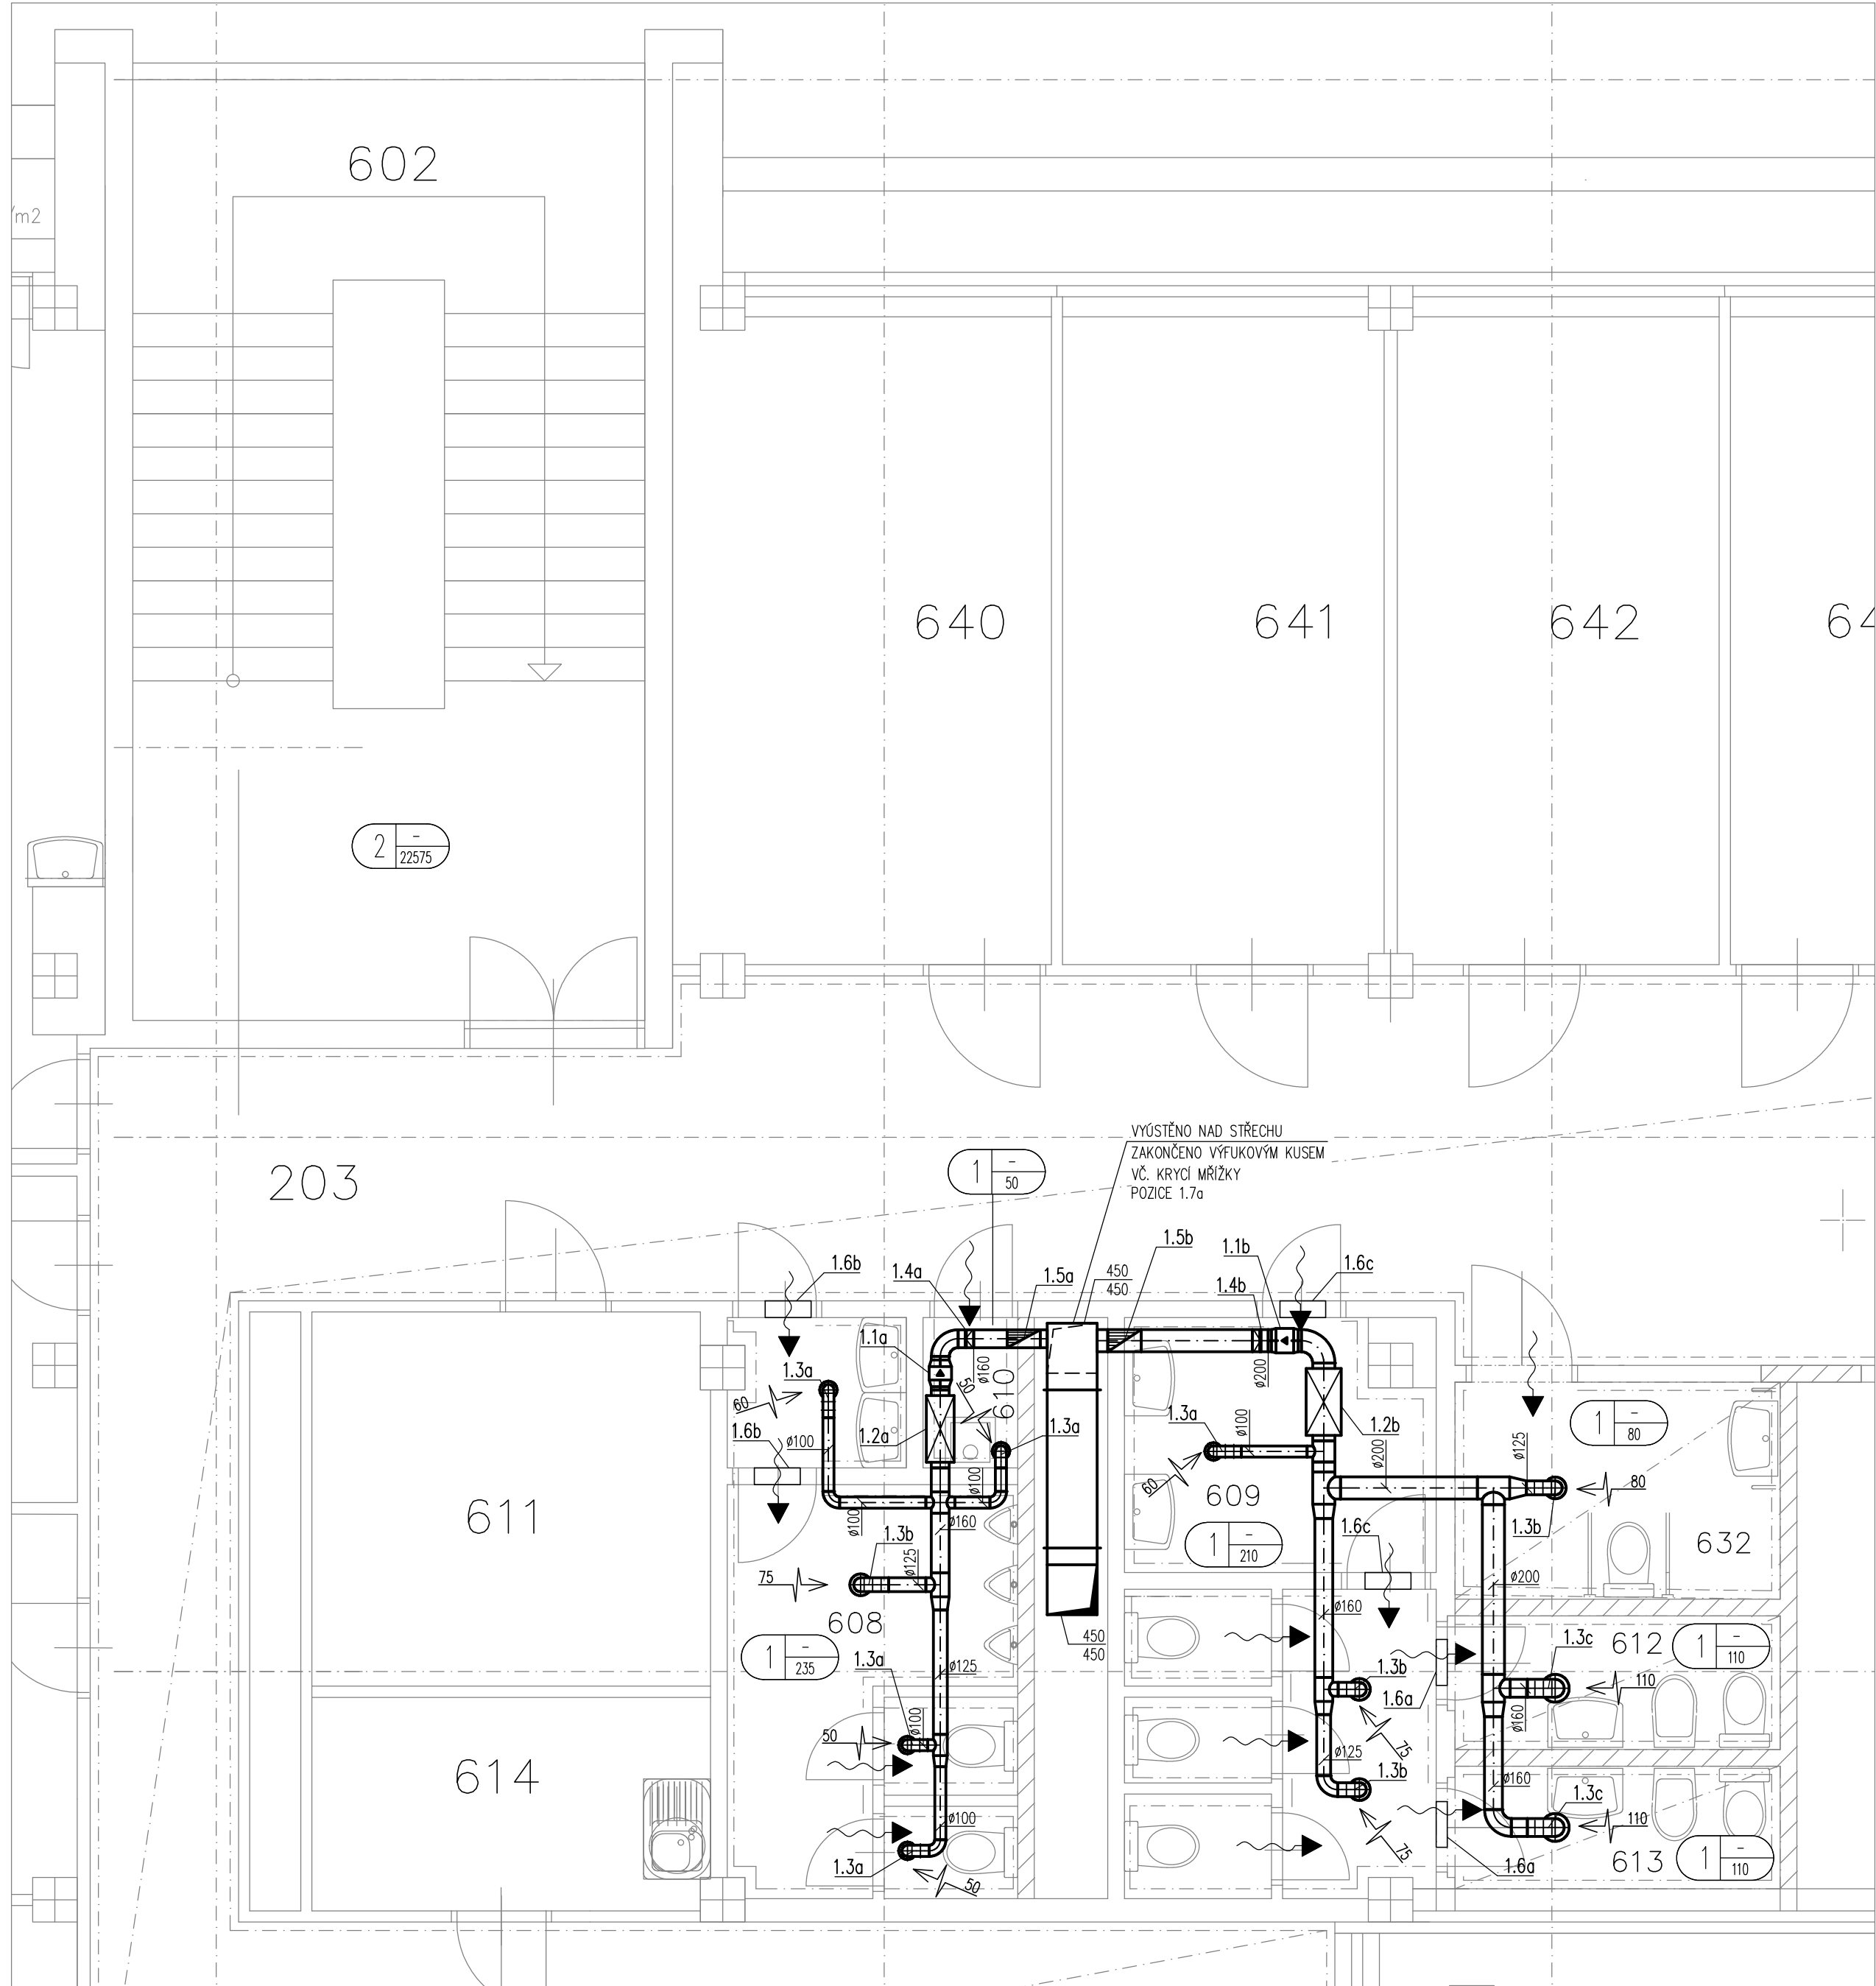 602
/m2
640
641
642
64
2
-
22575
VYÚSTĚNO NAD STŘECHU
ZAKONČENO VÝFUKOVÝM KUSEM
VČ. KRYCÍ MŘÍŽKY
POZICE 1.7a
1
-
50
203
1.6b
1.4a
1.5a
450
450
1.5b
1.1b
1.4b
1.6c
1.1a
1.3a
ø160
50
610
ø200
60
1.6b
ø100
1.2a
1.3a
1.3a
ø100
1.2b
1
-
80
ø200
ø125
80
60
609
611
ø100
ø100
ø160
1.3b
ø125
75
1
-
210
1.6c
1.3b
632
608
ø200
ø160
1
-
235
450
450
612
1
-
110
1.3c
1.3a
ø125
1.3b
1.6a
110
ø100
50
ø160
75
ø125
1.3b
614
ø160
1.3c
ø100
110
1.3a
50
75
1.6a
613
1
-
110